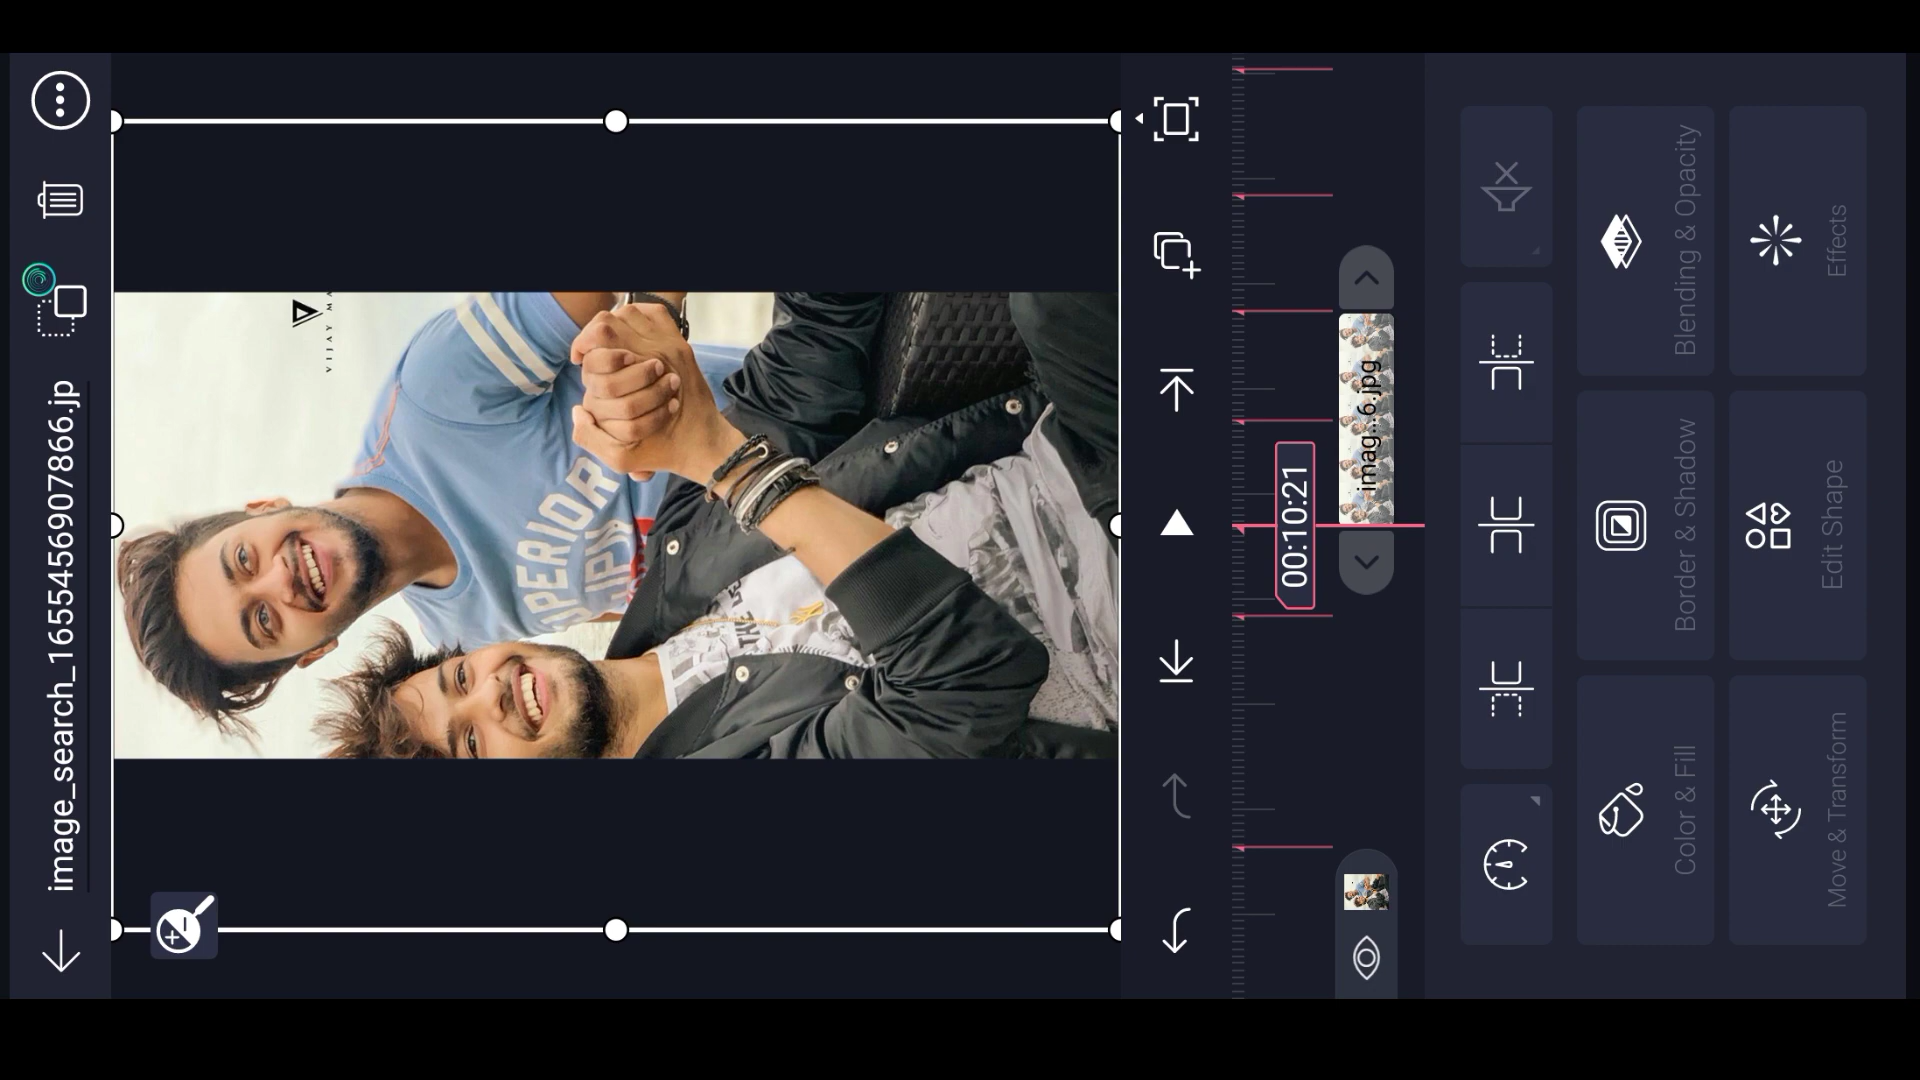 image_search_1655456907866.jp
VIJAY MA
SUPERIOR
00:10:21
imag...6.jpg
Color & Fill
Border & Shadow
Blending & Opacity
Move & Transform
Edit Shape
Effects